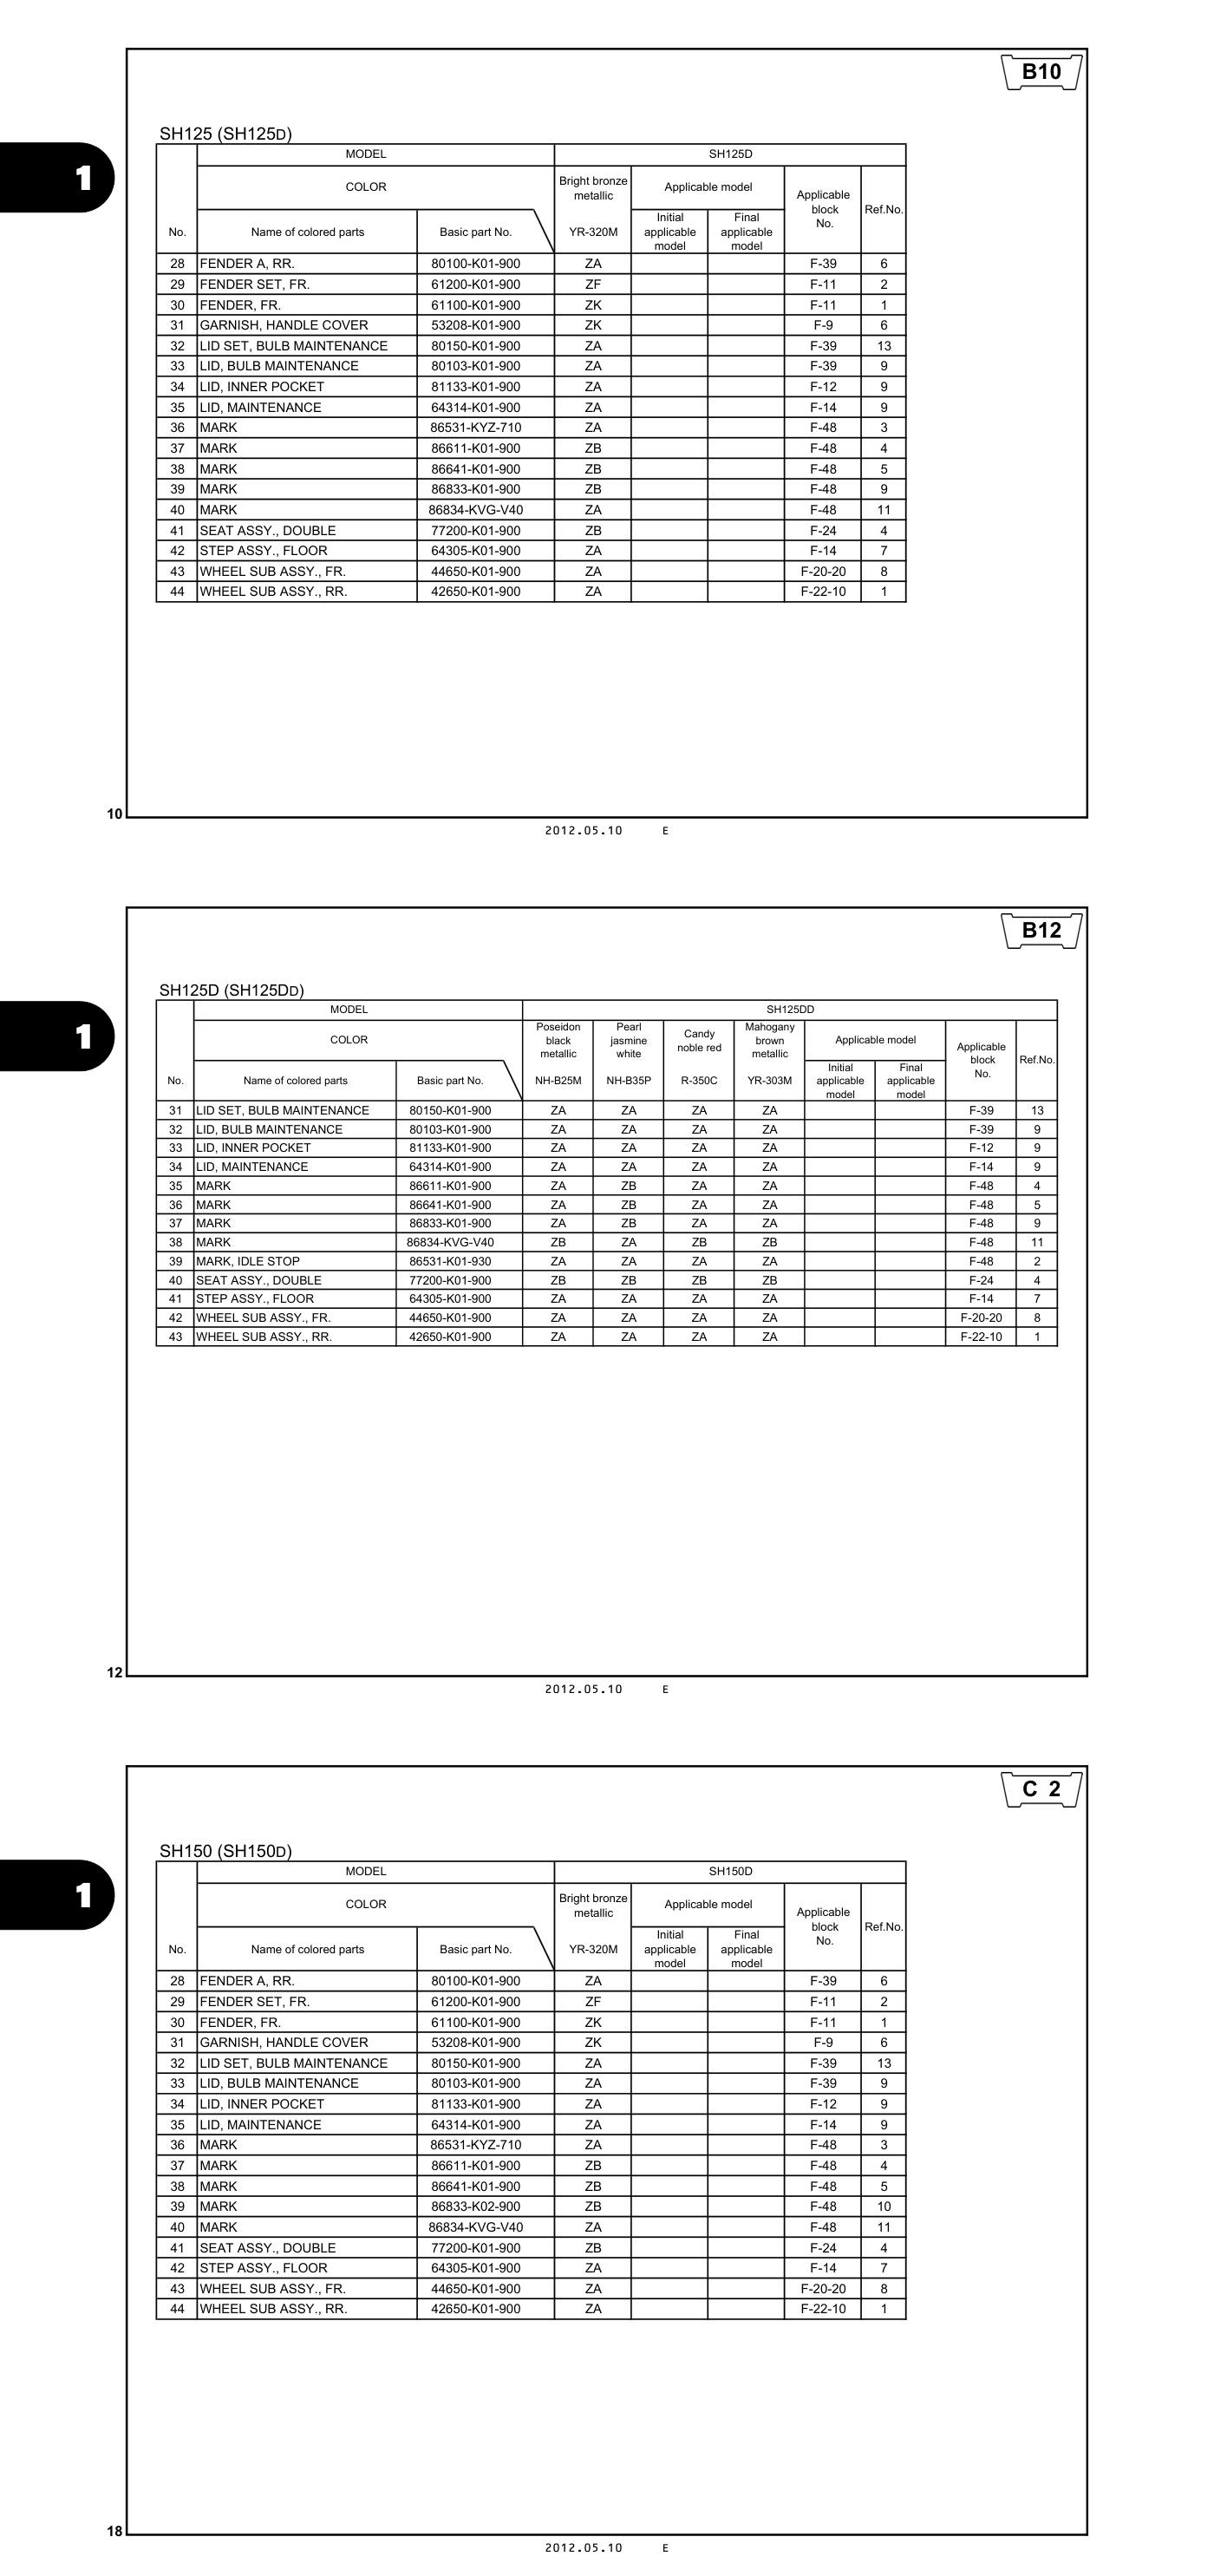 B10
1
SH125 (SH125D)
MODEL SH125D
COLOR Bright bronze metallic Applicable model Applicable block No. Ref.No.
No. Name of colored parts Basic part No. YR-320M Initial applicable model Final applicable model
28 FENDER A, RR. 80100-K01-900 ZA F-39 6
29 FENDER SET, FR. 61200-K01-900 ZF F-11 2
30 FENDER, FR. 61100-K01-900 ZK F-11 1
31 GARNISH, HANDLE COVER 53208-K01-900 ZK F-9 6
32 LID SET, BULB MAINTENANCE 80150-K01-900 ZA F-39 13
33 LID, BULB MAINTENANCE 80103-K01-900 ZA F-39 9
34 LID, INNER POCKET 81133-K01-900 ZA F-12 9
35 LID, MAINTENANCE 64314-K01-900 ZA F-14 9
36 MARK 86531-KYZ-710 ZA F-48 3
37 MARK 86611-K01-900 ZB F-48 4
38 MARK 86641-K01-900 ZB F-48 5
39 MARK 86833-K01-900 ZB F-48 9
40 MARK 86834-KVG-V40 ZA F-48 11
41 SEAT ASSY., DOUBLE 77200-K01-900 ZB F-24 4
42 STEP ASSY., FLOOR 64305-K01-900 ZA F-14 7
43 WHEEL SUB ASSY., FR. 44650-K01-900 ZA F-20-20 8
44 WHEEL SUB ASSY., RR. 42650-K01-900 ZA F-22-10 1
10
2012.05.10 E
B12
1
SH125D (SH125DD)
MODEL SH125DD
COLOR Poseidon black metallic Pearl jasmine white Candy noble red Mahogany brown metallic Applicable model Applicable block No. Ref.No.
No. Name of colored parts Basic part No. NH-B25M NH-B35P R-350C YR-303M Initial applicable model Final applicable model
31 LID SET, BULB MAINTENANCE 80150-K01-900 ZA ZA ZA ZA F-39 13
32 LID, BULB MAINTENANCE 80103-K01-900 ZA ZA ZA ZA F-39 9
33 LID, INNER POCKET 81133-K01-900 ZA ZA ZA ZA F-12 9
34 LID, MAINTENANCE 64314-K01-900 ZA ZA ZA ZA F-14 9
35 MARK 86611-K01-900 ZA ZB ZA ZA F-48 4
36 MARK 86641-K01-900 ZA ZB ZA ZA F-48 5
37 MARK 86833-K01-900 ZA ZB ZA ZA F-48 9
38 MARK 86834-KVG-V40 ZB ZA ZB ZB F-48 11
39 MARK, IDLE STOP 86531-K01-930 ZA ZA ZA ZA F-48 2
40 SEAT ASSY., DOUBLE 77200-K01-900 ZB ZB ZB ZB F-24 4
41 STEP ASSY., FLOOR 64305-K01-900 ZA ZA ZA ZA F-14 7
42 WHEEL SUB ASSY., FR. 44650-K01-900 ZA ZA ZA ZA F-20-20 8
43 WHEEL SUB ASSY., RR. 42650-K01-900 ZA ZA ZA ZA F-22-10 1
12
2012.05.10 E
C 2
1
SH150 (SH150D)
MODEL SH150D
COLOR Bright bronze metallic Applicable model Applicable block No. Ref.No.
No. Name of colored parts Basic part No. YR-320M Initial applicable model Final applicable model
28 FENDER A, RR. 80100-K01-900 ZA F-39 6
29 FENDER SET, FR. 61200-K01-900 ZF F-11 2
30 FENDER, FR. 61100-K01-900 ZK F-11 1
31 GARNISH, HANDLE COVER 53208-K01-900 ZK F-9 6
32 LID SET, BULB MAINTENANCE 80150-K01-900 ZA F-39 13
33 LID, BULB MAINTENANCE 80103-K01-900 ZA F-39 9
34 LID, INNER POCKET 81133-K01-900 ZA F-12 9
35 LID, MAINTENANCE 64314-K01-900 ZA F-14 9
36 MARK 86531-KYZ-710 ZA F-48 3
37 MARK 86611-K01-900 ZB F-48 4
38 MARK 86641-K01-900 ZB F-48 5
39 MARK 86833-K02-900 ZB F-48 10
40 MARK 86834-KVG-V40 ZA F-48 11
41 SEAT ASSY., DOUBLE 77200-K01-900 ZB F-24 4
42 STEP ASSY., FLOOR 64305-K01-900 ZA F-14 7
43 WHEEL SUB ASSY., FR. 44650-K01-900 ZA F-20-20 8
44 WHEEL SUB ASSY., RR. 42650-K01-900 ZA F-22-10 1
18
2012.05.10 E